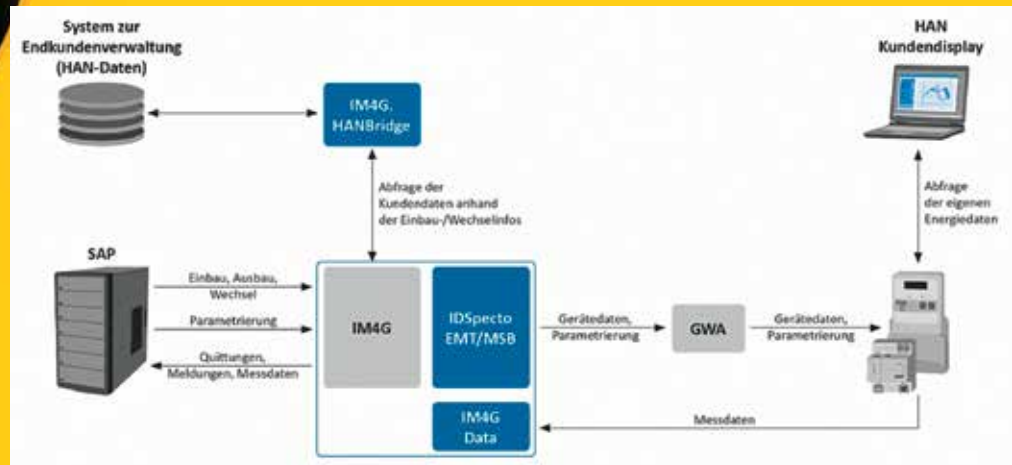 System zur
Endkundenverwaltung
(HAN-Daten)
HAN
Kundendisplay
IM4G.
HANBridge
Abfrage der
Kundendaten anhand
der Einbau-/Wechselinfos
Abfrage
der eigenen
Energiedaten
SAP
Einbau, Ausbau,
Wechsel
Parametrierung
Quittungen,
Meldungen, Messdaten
IM4G
IDSpecto
EMT/MSB
Gerätedaten,
Parametrierung
GWA
Gerätedaten,
Parametrierung
IM4G
Data
Messdaten